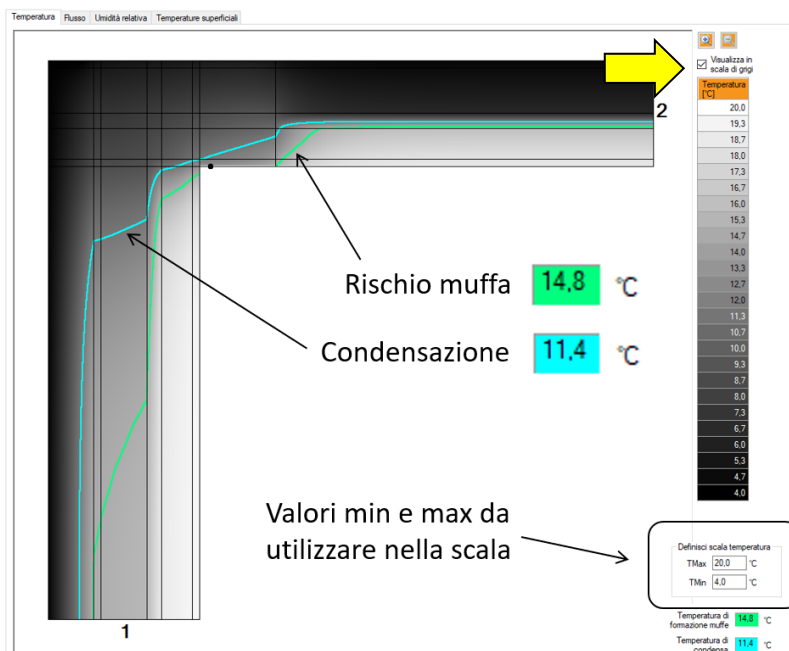 Temperatura
Flusso
Umidità relativa
Temperature superficiali
Visualizza in
scala di grigi
Temperatura
[°C]
20,0
19,3
18,7
18,0
17,3
16,7
16,0
15,3
14,7
14,0
13,3
12,7
12,0
11,3
10,7
10,0
9,3
8,7
8,0
7,3
6,7
6,0
5,3
4,7
4,0
2
Rischio muffa 14,8 °C
Condensazione 11,4 °C
Valori min e max da
utilizzare nella scala
1
Definisci scala temperatura
TMax 20,0 °C
TMin 4,0 °C
Temperatura di
formazione muffe 14,8 °C
Temperatura di
condensa 11,4 °C